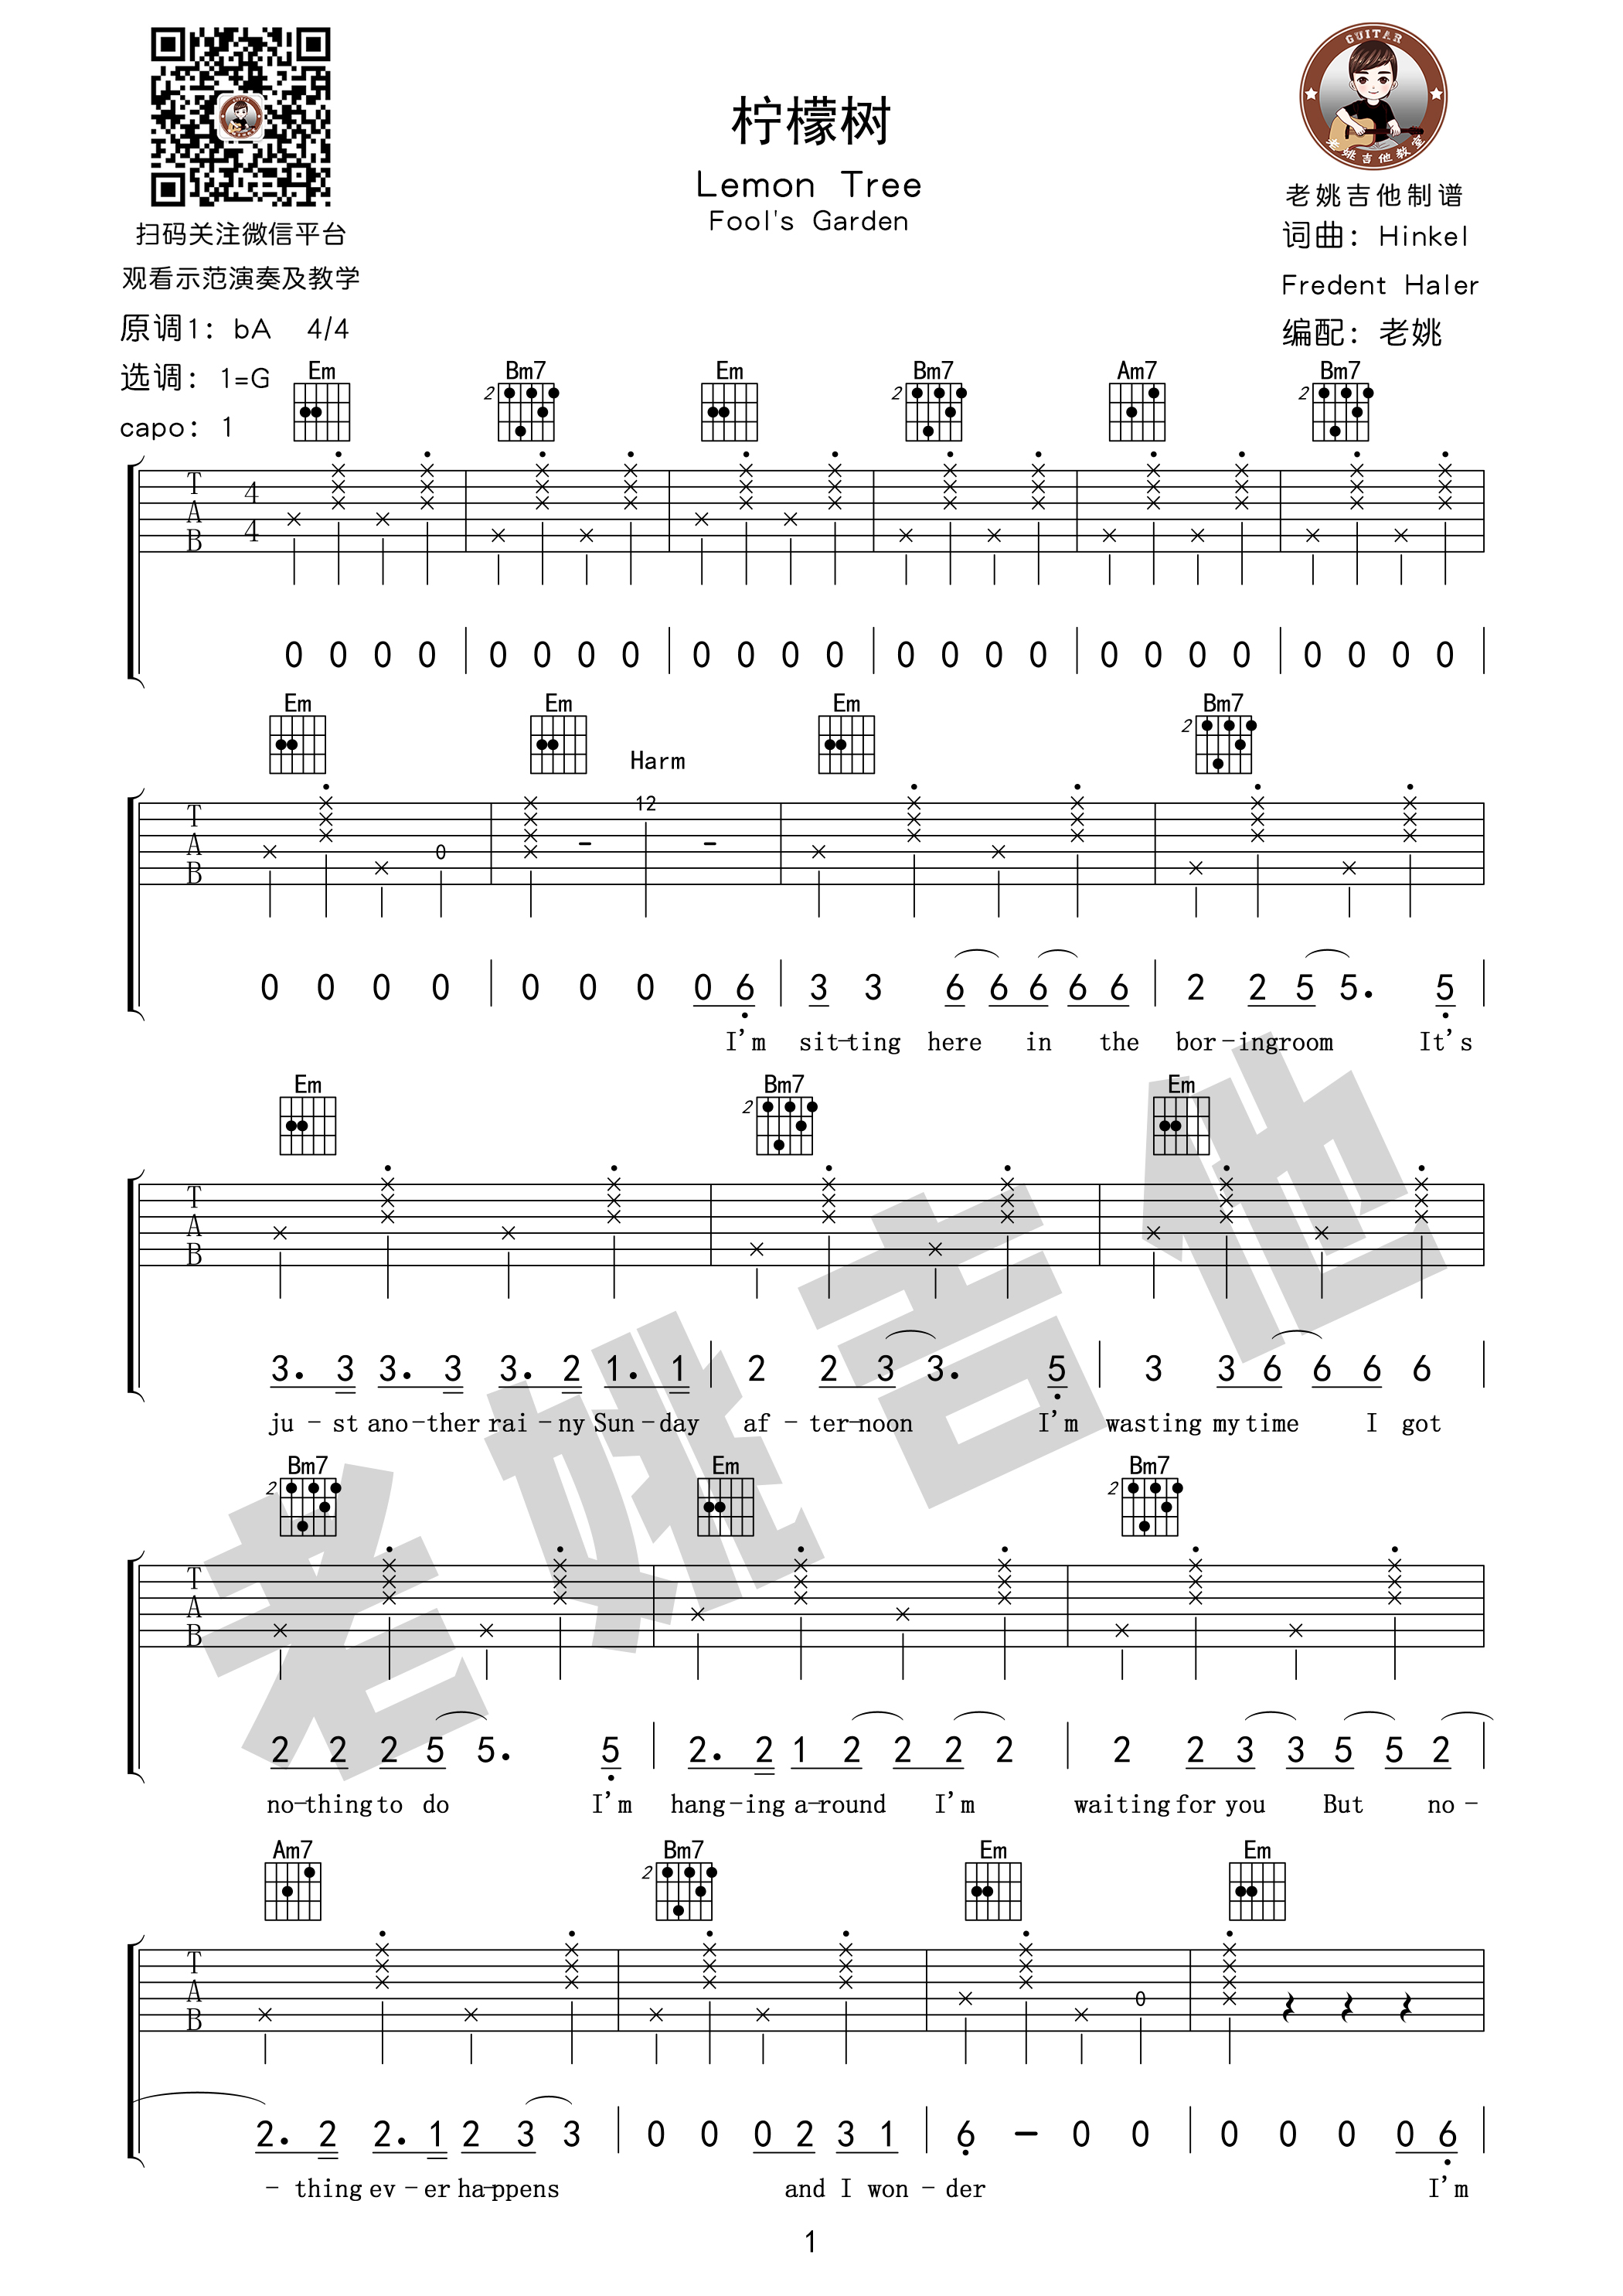 柠檬树
Lemon Tree
Fool's Garden
GUITAR
老姚吉他教室
老姚吉他制谱
词曲：Hinkel
Fredent Haler
编配：老姚
扫码关注微信平台
观看示范演奏及教学
原调1：bA 4/4
选调：1=G
capo：1
Em Bm7 Em Bm7 Am7 Bm7
2 2 2
T A B 4 4
0 0 0 0 0 0 0 0 0 0 0 0 0 0 0 0 0 0 0 0 0 0 0 0
Em Em Em Bm7
2
Harm
T A B 0 12
0 0 0 0 0 0 0 0 6 3 3 6 6 6 6 6 2 2 5 5. 5
I'm sit-ting here in the bor-ingroom It's
Em Bm7 Em
2
T A B
3. 3 3. 3 3. 2 1. 1 2 2 3 3. 5 3 3 6 6 6 6
ju-st ano-ther rai-ny Sun-day af-ter-noon I'm wasting my time I got
Bm7 Em Bm7
2 2
T A B
2 2 2 5 5. 5 2. 2 1 2 2 2 2 2 2 3 3 5 5 2
no-thing to do I'm hang-ing a-round I'm waiting for you But no-
Am7 Bm7 Em Em
2
T A B 0
2. 2 2. 1 2 3 3 0 0 0 2 3 1 6 - 0 0 0 0 0 0 6
- thing ev-er ha-ppens and I won-der I'm
老姚吉他
1